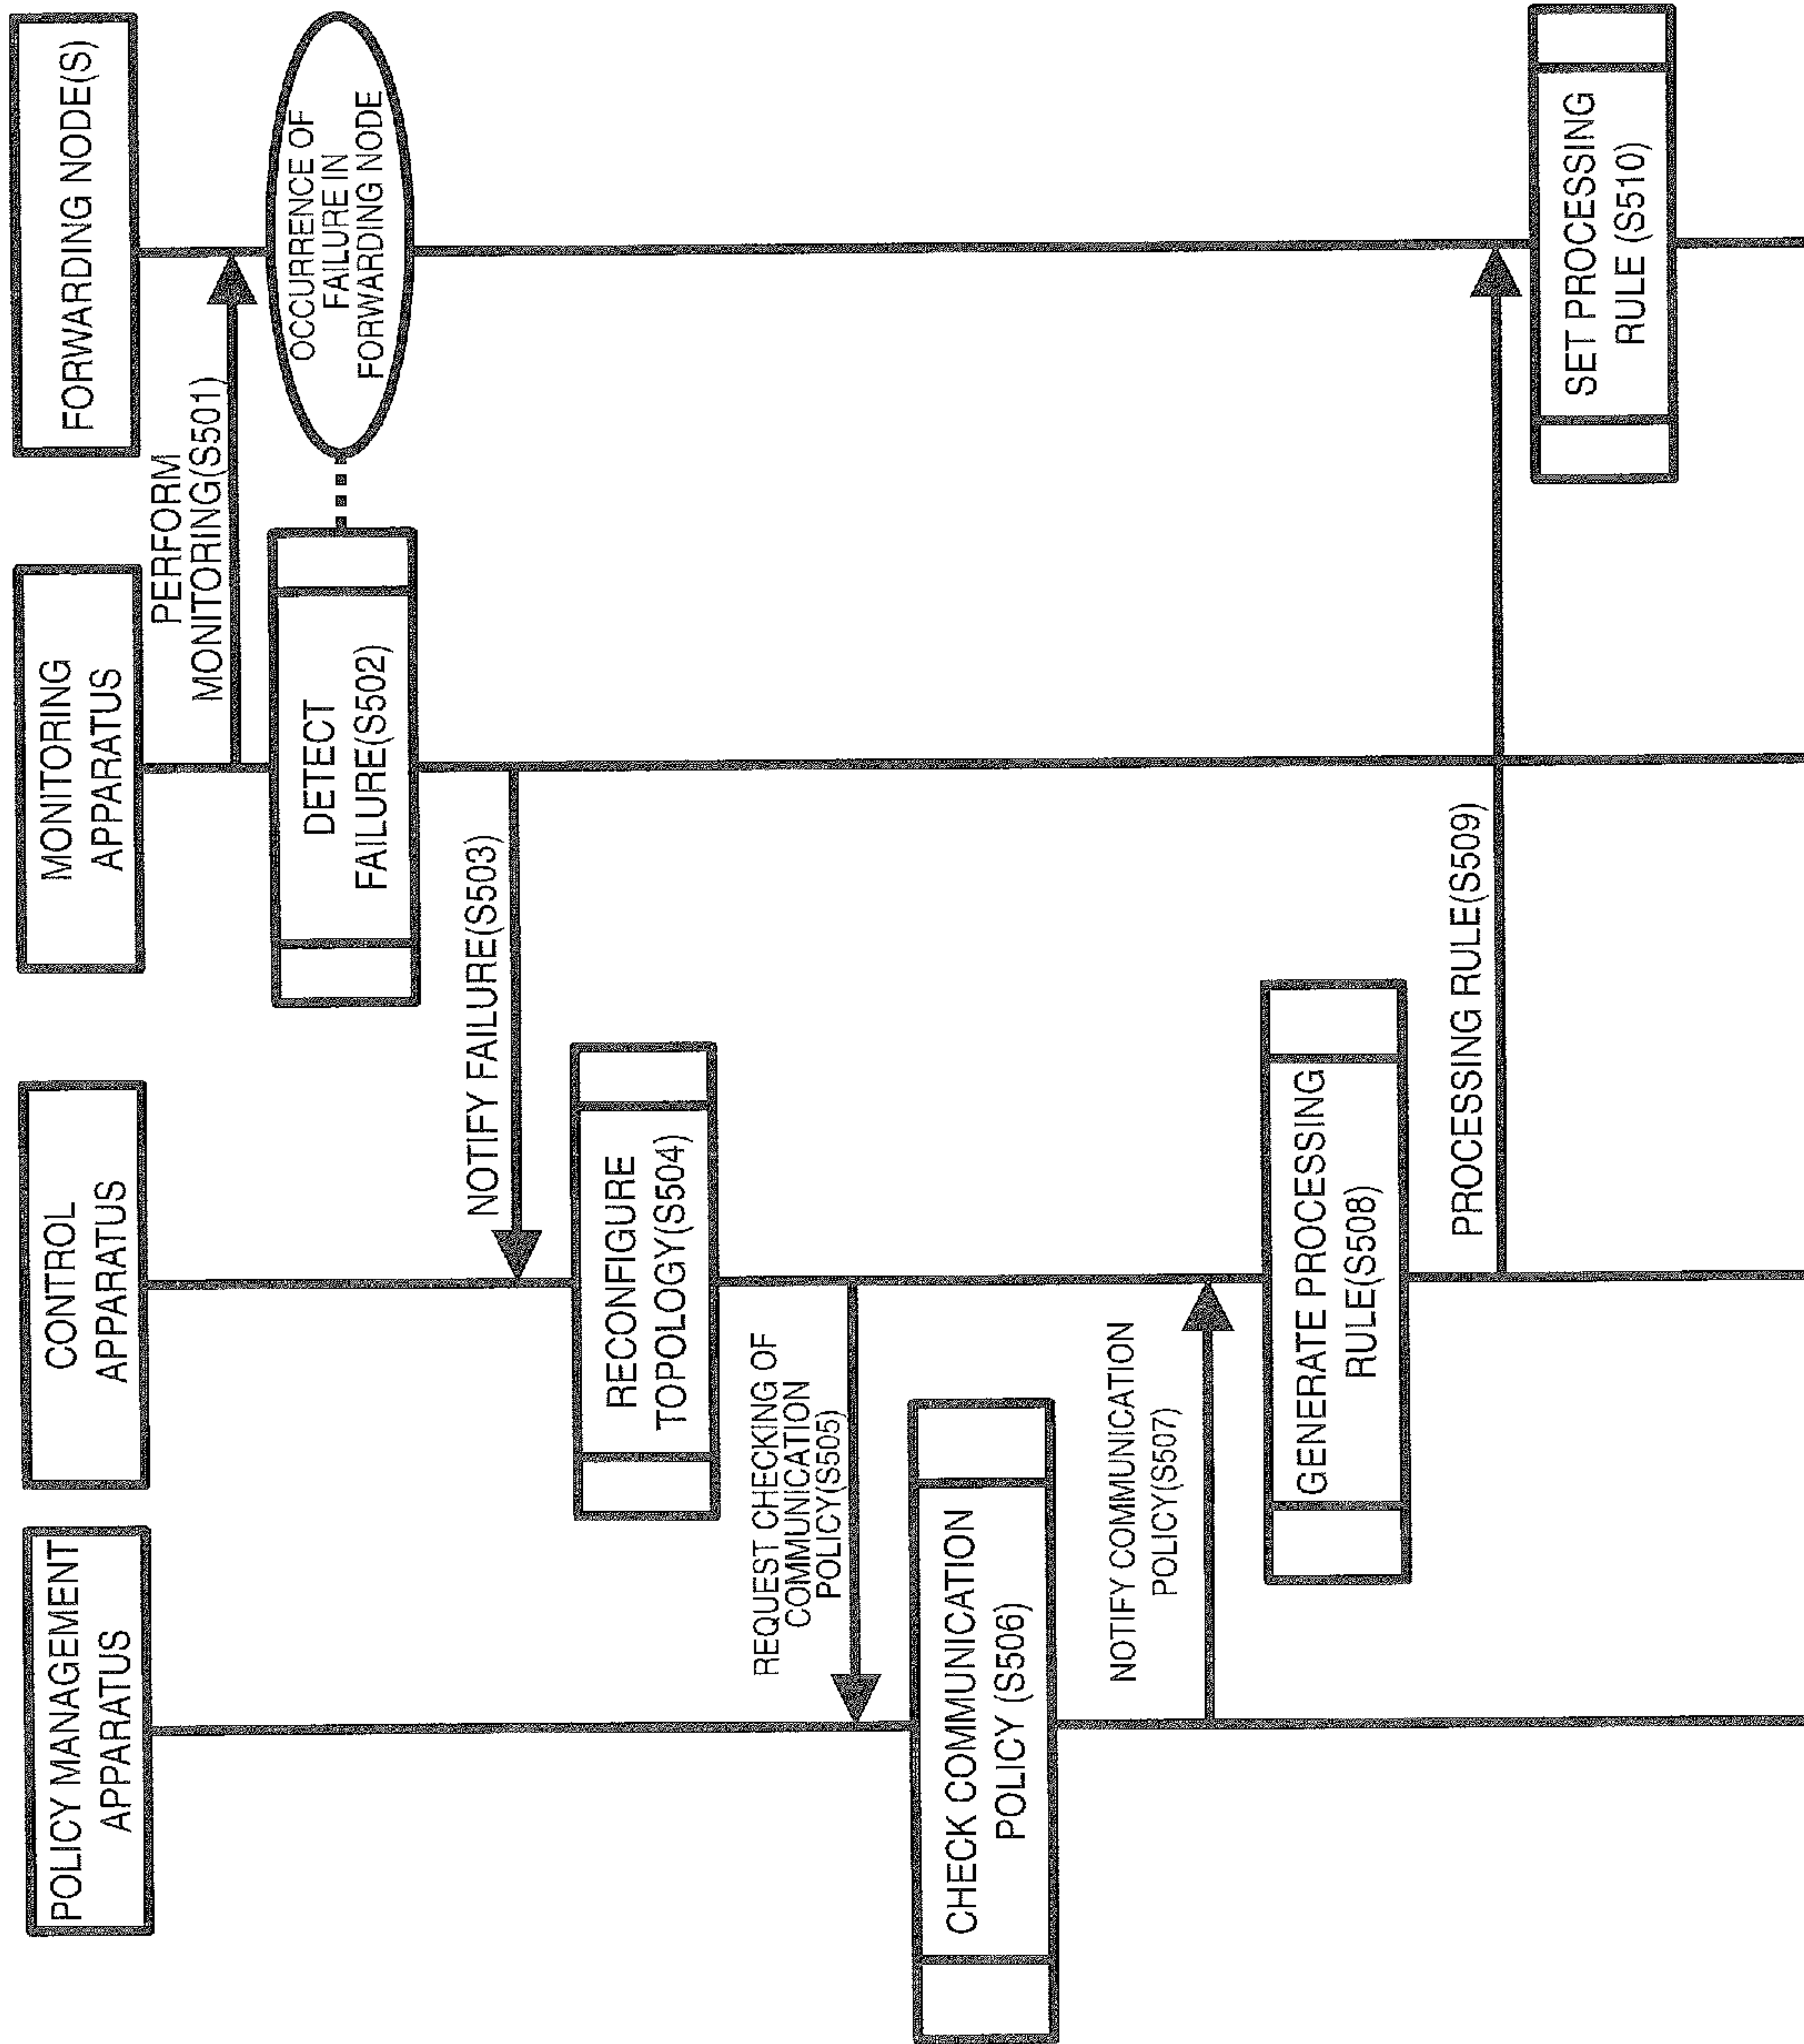 POLICY MANAGEMENT
APPARATUS
CONTROL
APPARATUS
MONITORING
APPARATUS
FORWARDING NODE(S)
PERFORM
MONITORING(S501)
OCCURRENCE OF
FAILURE IN
FORWARDING NODE
DETECT
FAILURE(S502)
NOTIFY FAILURE(S503)
RECONFIGURE
TOPOLOGY(S504)
REQUEST CHECKING OF
COMMUNICATION
POLICY(S505)
CHECK COMMUNICATION
POLICY (S506)
NOTIFY COMMUNICATION
POLICY(S507)
GENERATE PROCESSING
RULE(S508)
PROCESSING RULE(S509)
SET PROCESSING
RULE (S510)